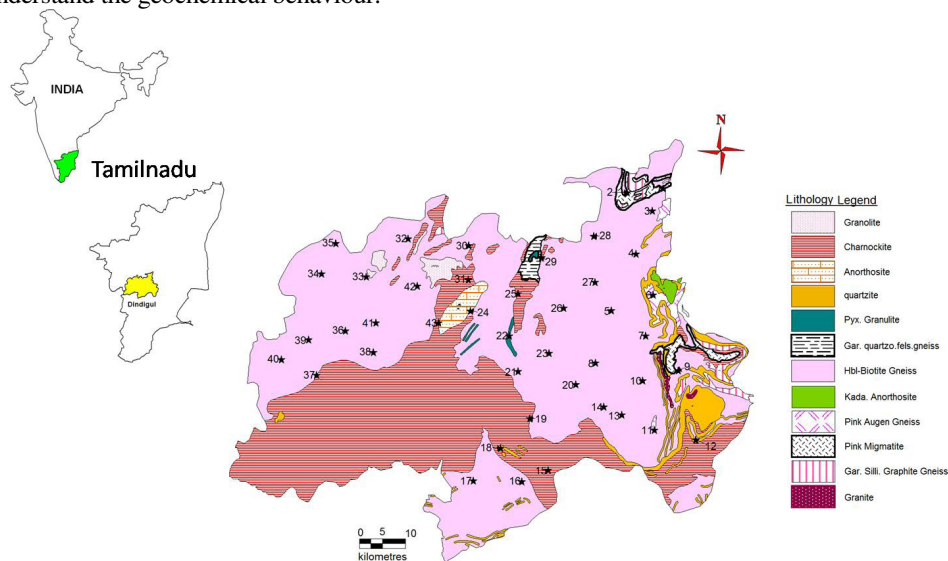 nderstand the geochemical behaviour.
INDIA
Tamilnadu
Dindigul
N
2
3
35
32
30
28
4
29
34
33
42
31
25
27
6
24
26
5
41
43
36
22
7
39
38
23
40
37
21
8
9
20
10
14
13
19
11
12
18
15
17
16
0 5 10
kilometres
Lithology Legend
Granolite
Charnockite
Anorthosite
quartzite
Pyx. Granulite
Gar. quartzo.fels.gneiss
Hbl-Biotite Gneiss
Kada. Anorthosite
Pink Augen Gneiss
Pink Migmatite
Gar. Silli. Graphite Gneiss
Granite